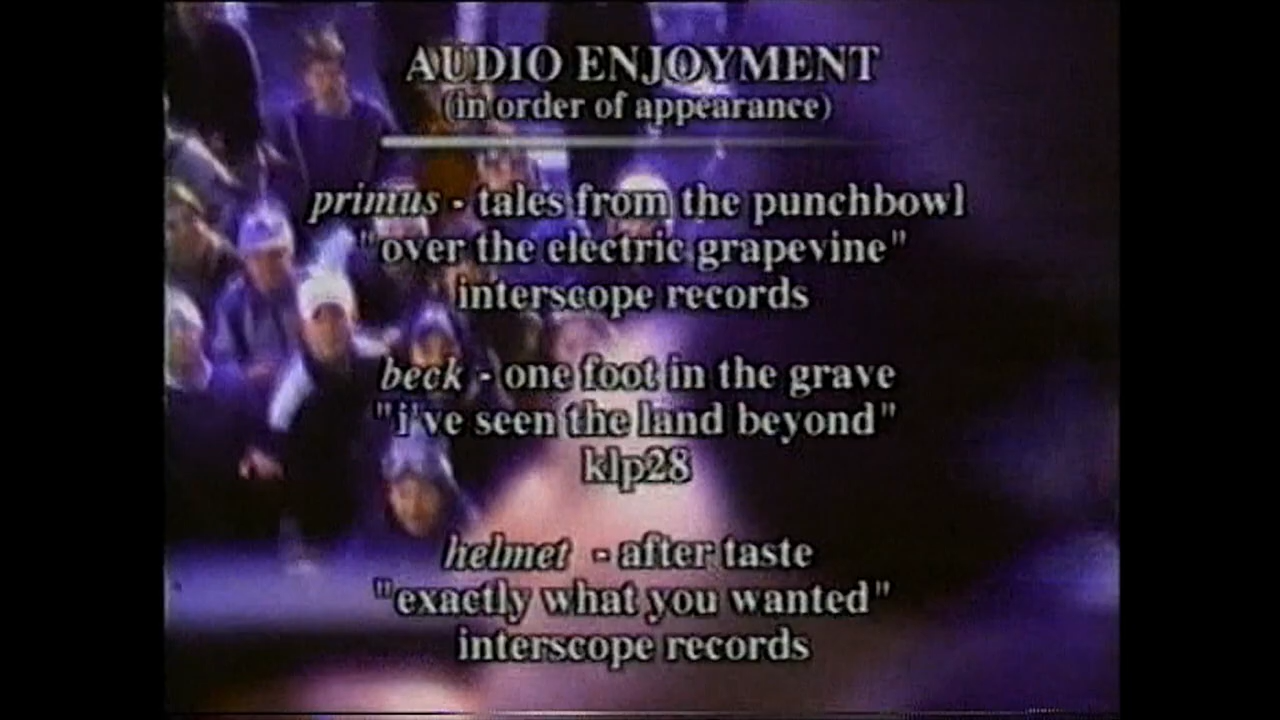 AUDIO ENJOYMENT
(in order of appearance)
primus - tales from the punchbowl
"over the electric grapevine"
interscope records
beck - one foot in the grave
"i've seen the land beyond"
klp28
helmet - after taste
"exactly what you wanted"
interscope records